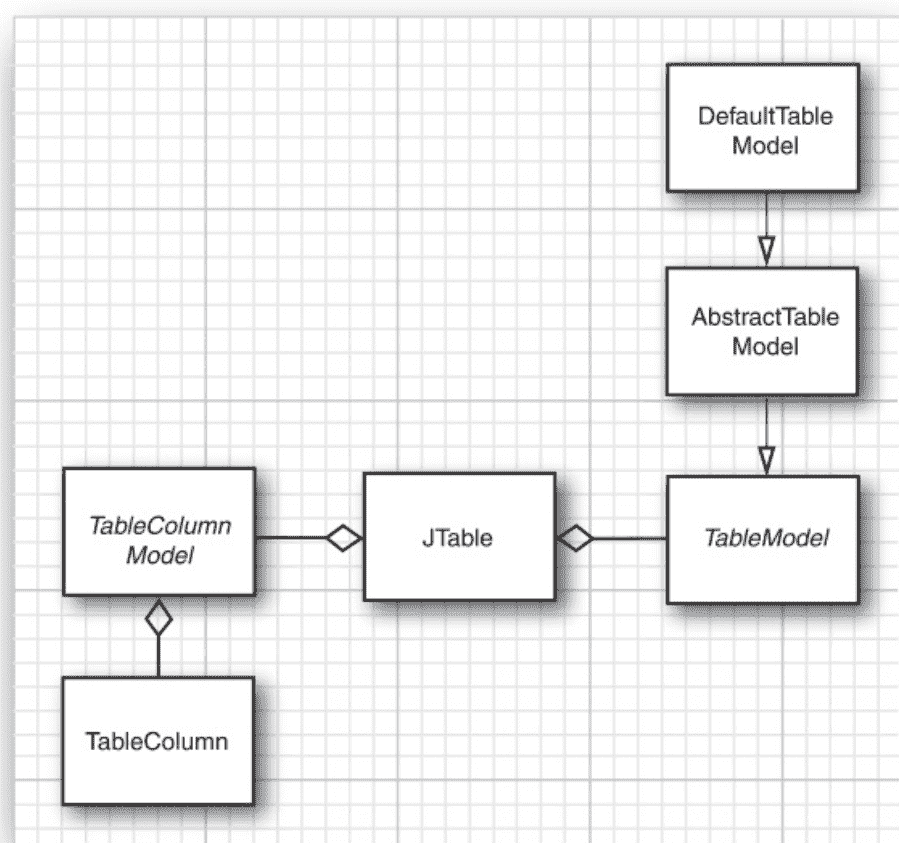 DefaultTable
Model
AbstractTable
Model
TableColumn
Model
JTable
TableModel
TableColumn